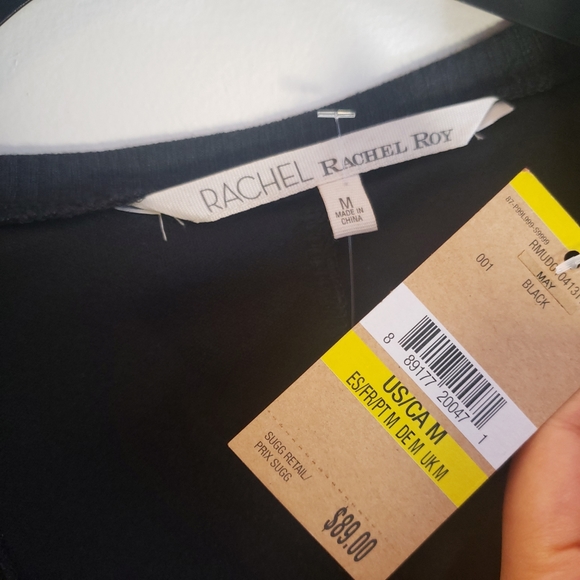 RACHEL RACHEL ROY
M
MADE IN
CHINA
MAY
001
BLACK
8 89177 20047 1
US/CA M
ES/FR/PT M DE M UK M
SUGG RETAIL/
PRIX SUGG
$89.00